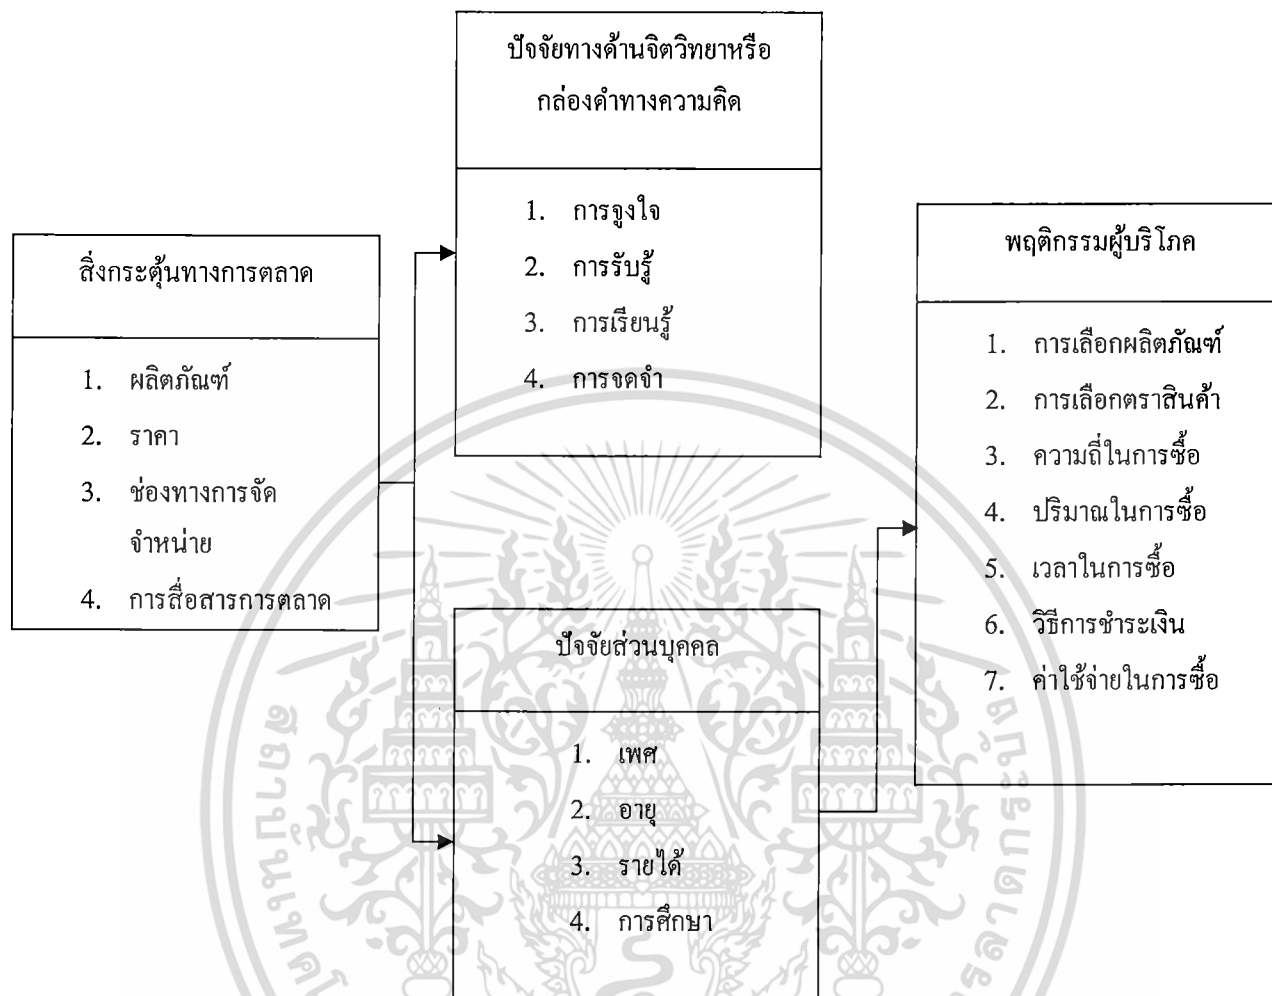 สิ่งกระตุ้นทางการตลาด
1. ผลิตภัณฑ์
2. ราคา
3. ช่องทางการจัด
จำหน่าย
4. การสื่อสารการตลาด
ปัจจัยทางด้านจิตวิทยาหรือ
กล่องดำทางความคิด
1. การจูงใจ
2. การรับรู้
3. การเรียนรู้
4. การจดจำ
ปัจจัยส่วนบุคคล
1. เพศ
2. อายุ
3. รายได้
4. การศึกษา
พฤติกรรมผู้บริโภค
1. การเลือกผลิตภัณฑ์
2. การเลือกตราสินค้า
3. ความถี่ในการซื้อ
4. ปริมาณในการซื้อ
5. เวลาในการซื้อ
6. วิธีการชำระเงิน
7. ค่าใช้จ่ายในการซื้อ